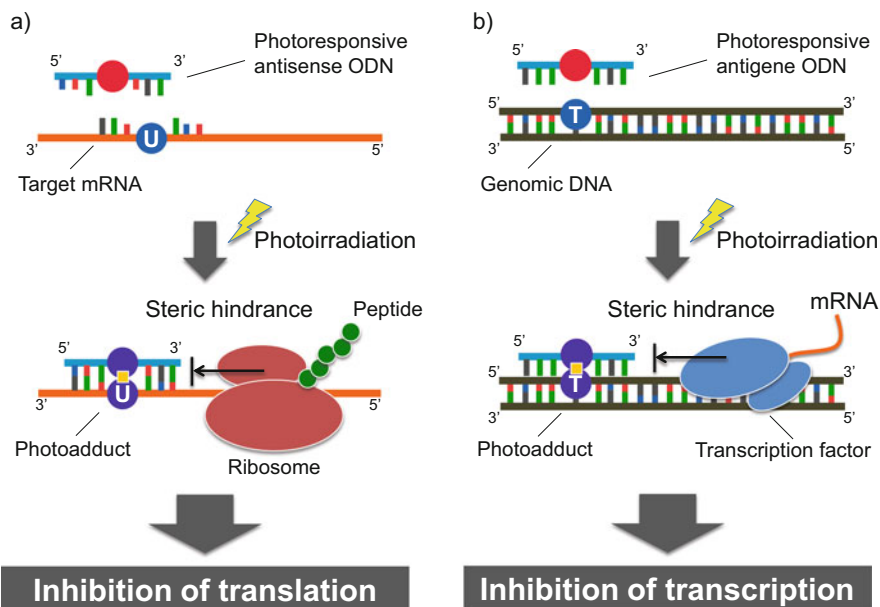 a)
5’
3’
Photoresponsive
antisense ODN
U
3’
5’
Target mRNA
Photoirradiation
Steric hindrance
Peptide
5’
3’
U
3’
5’
Photoadduct
Ribosome
Inhibition of translation
b)
5’
3’
Photoresponsive
antigene ODN
5’
3’
T
3’
5’
Genomic DNA
Photoirradiation
Steric hindrance
mRNA
5’
3’
5’
3’
T
3’
5’
Photoadduct
Transcription factor
Inhibition of transcription